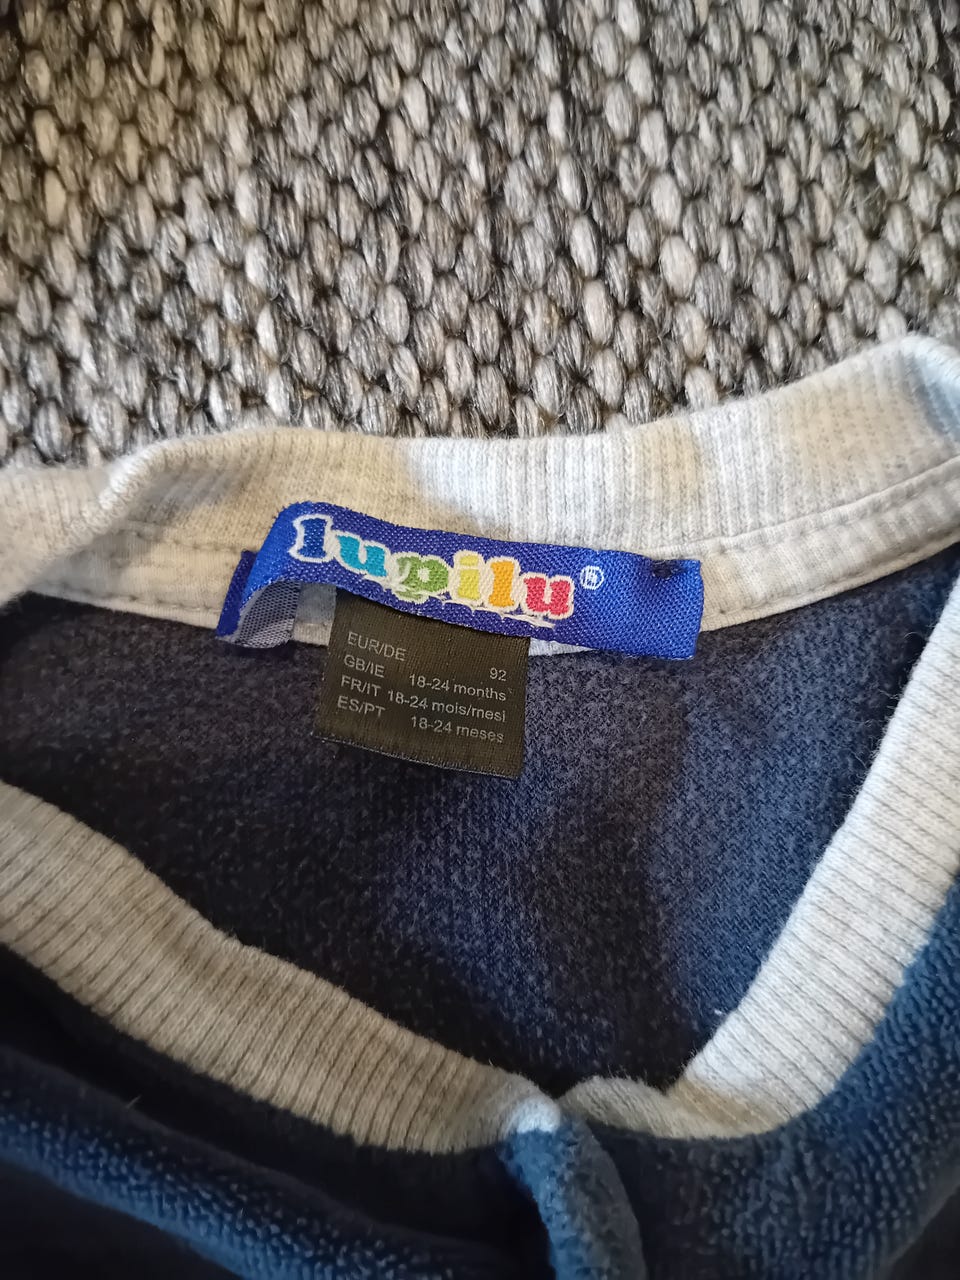 lupilu®
EUR/DE 92
GB/IE 18-24 months
FR/IT 18-24 mois/mesi
ES/PT 18-24 meses